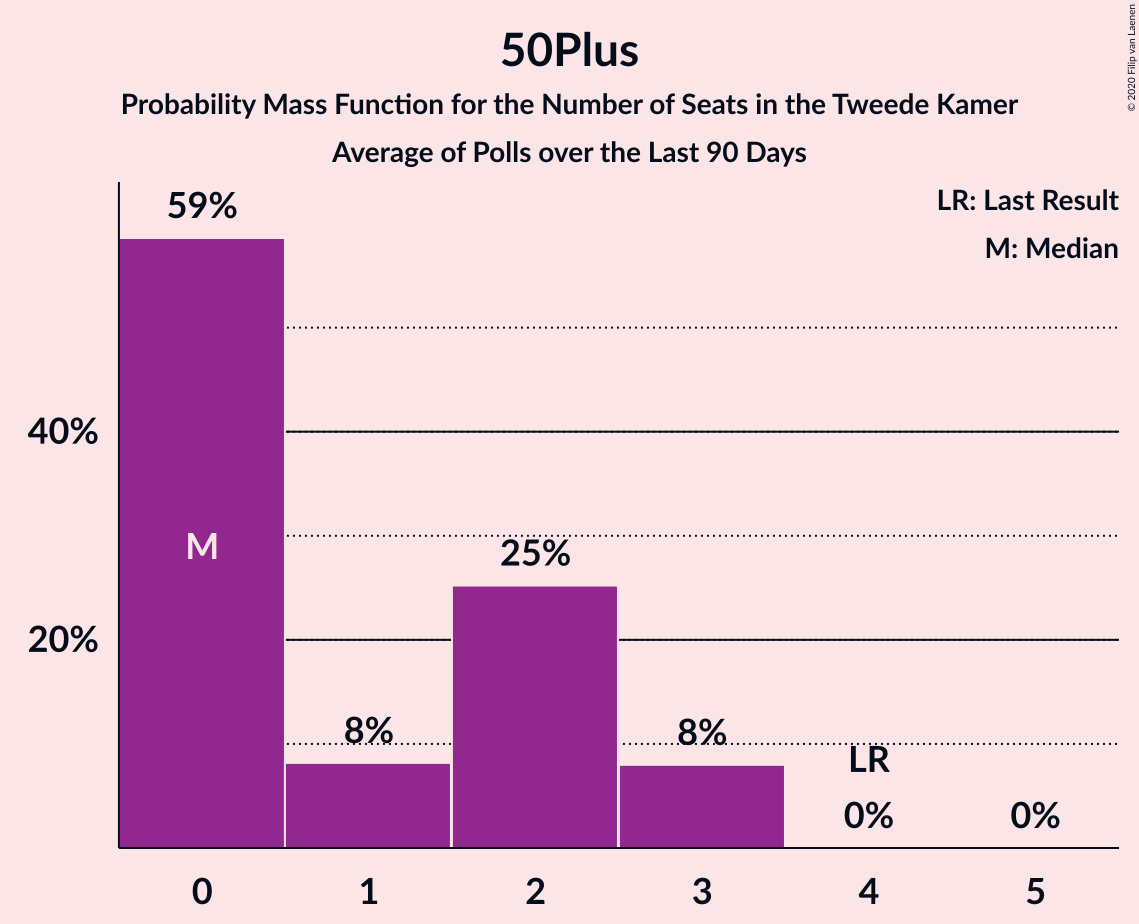 50Plus
Probability Mass Function for the Number of Seats in the Tweede Kamer
Average of Polls over the Last 90 Days
© 2020 Filip van Laenen
LR: Last Result
M: Median
59%
40%
M
25%
20%
8%
8%
LR
0%
0%
0
1
2
3
4
5